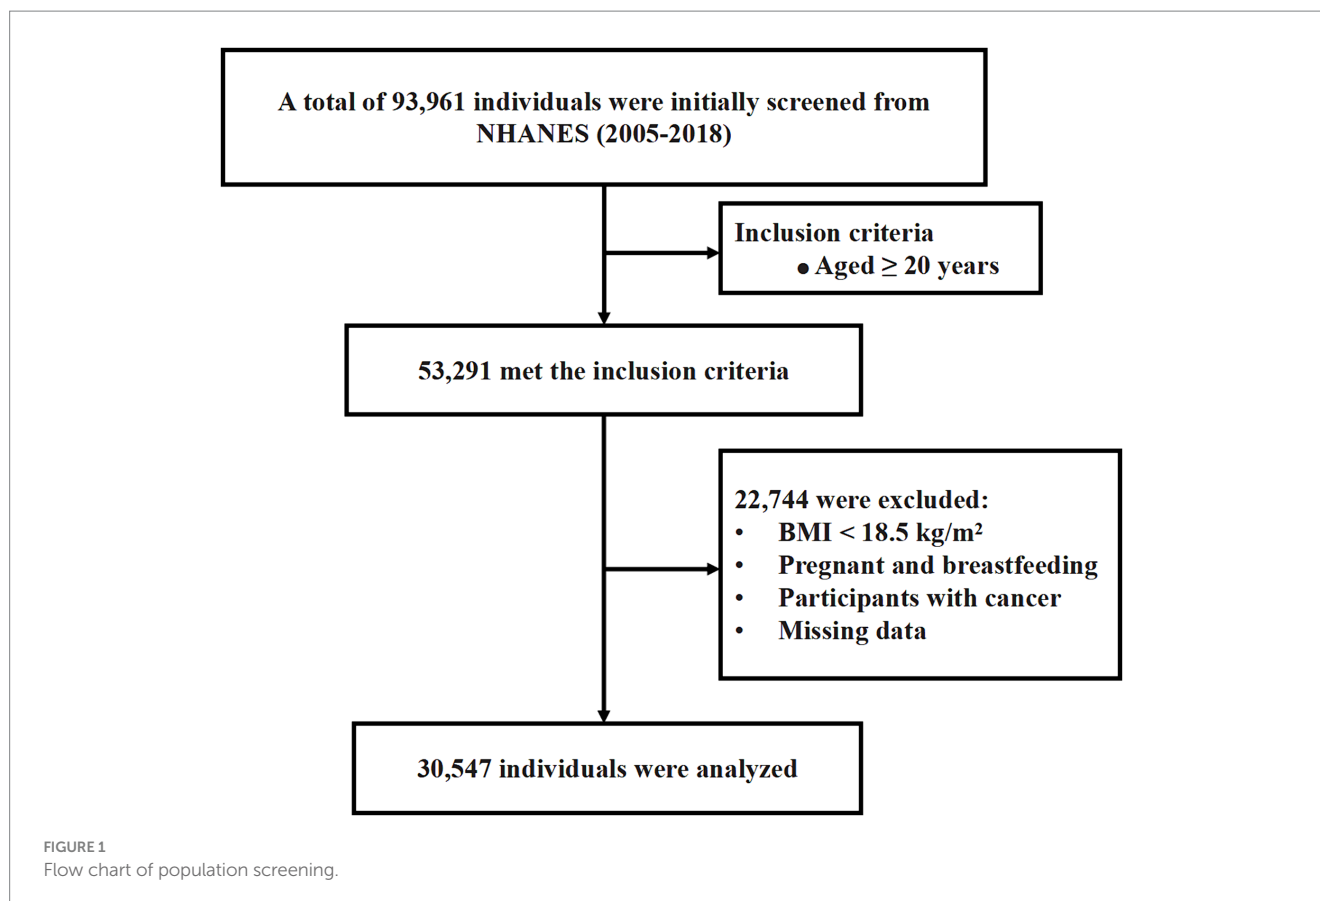 A total of 93,961 individuals were initially screened from
NHANES (2005-2018)
Inclusion criteria
● Aged ≥ 20 years
53,291 met the inclusion criteria
22,744 were excluded:
• BMI < 18.5 kg/m²
• Pregnant and breastfeeding
• Participants with cancer
• Missing data
30,547 individuals were analyzed
FIGURE 1
Flow chart of population screening.